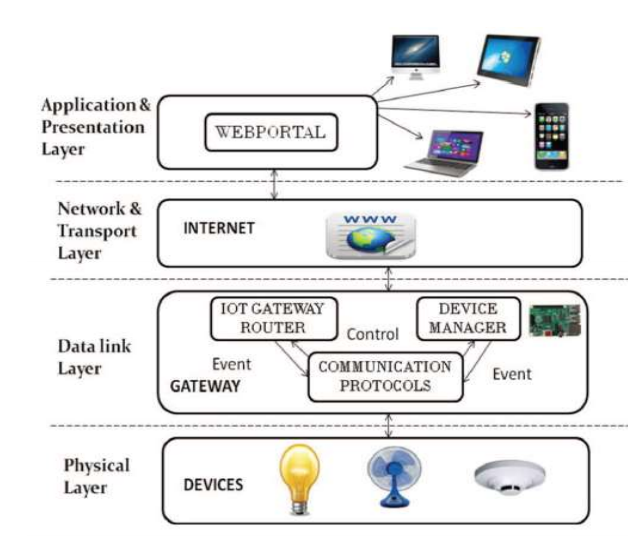 Application &
Presentation
Layer
WEBPORTAL
Network &
Transport
Layer
INTERNET
WWW
Data link
Layer
IOT GATEWAY
ROUTER
DEVICE
MANAGER
Control
Event
COMMUNICATION
PROTOCOLS
Event
GATEWAY
Physical
Layer
DEVICES